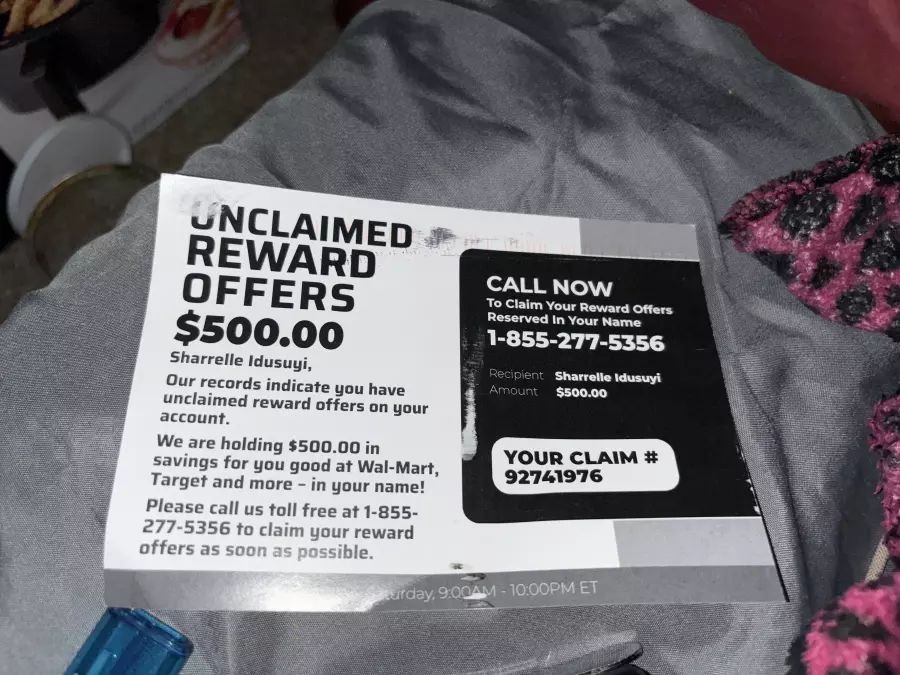 UNCLAIMED
REWARD
OFFERS
$500.00
Sharrelle Idusuyi,
Our records indicate you have
unclaimed reward offers on your
account.
We are holding $500.00 in
savings for you good at Wal-Mart,
Target and more – in your name!
Please call us toll free at 1-855-
277-5356 to claim your reward
offers as soon as possible.
CALL NOW
To Claim Your Reward Offers
Reserved In Your Name
1-855-277-5356
Recipient Sharrelle Idusuyi
Amount $500.00
YOUR CLAIM #
92741976
9:00AM - 10:00PM ET